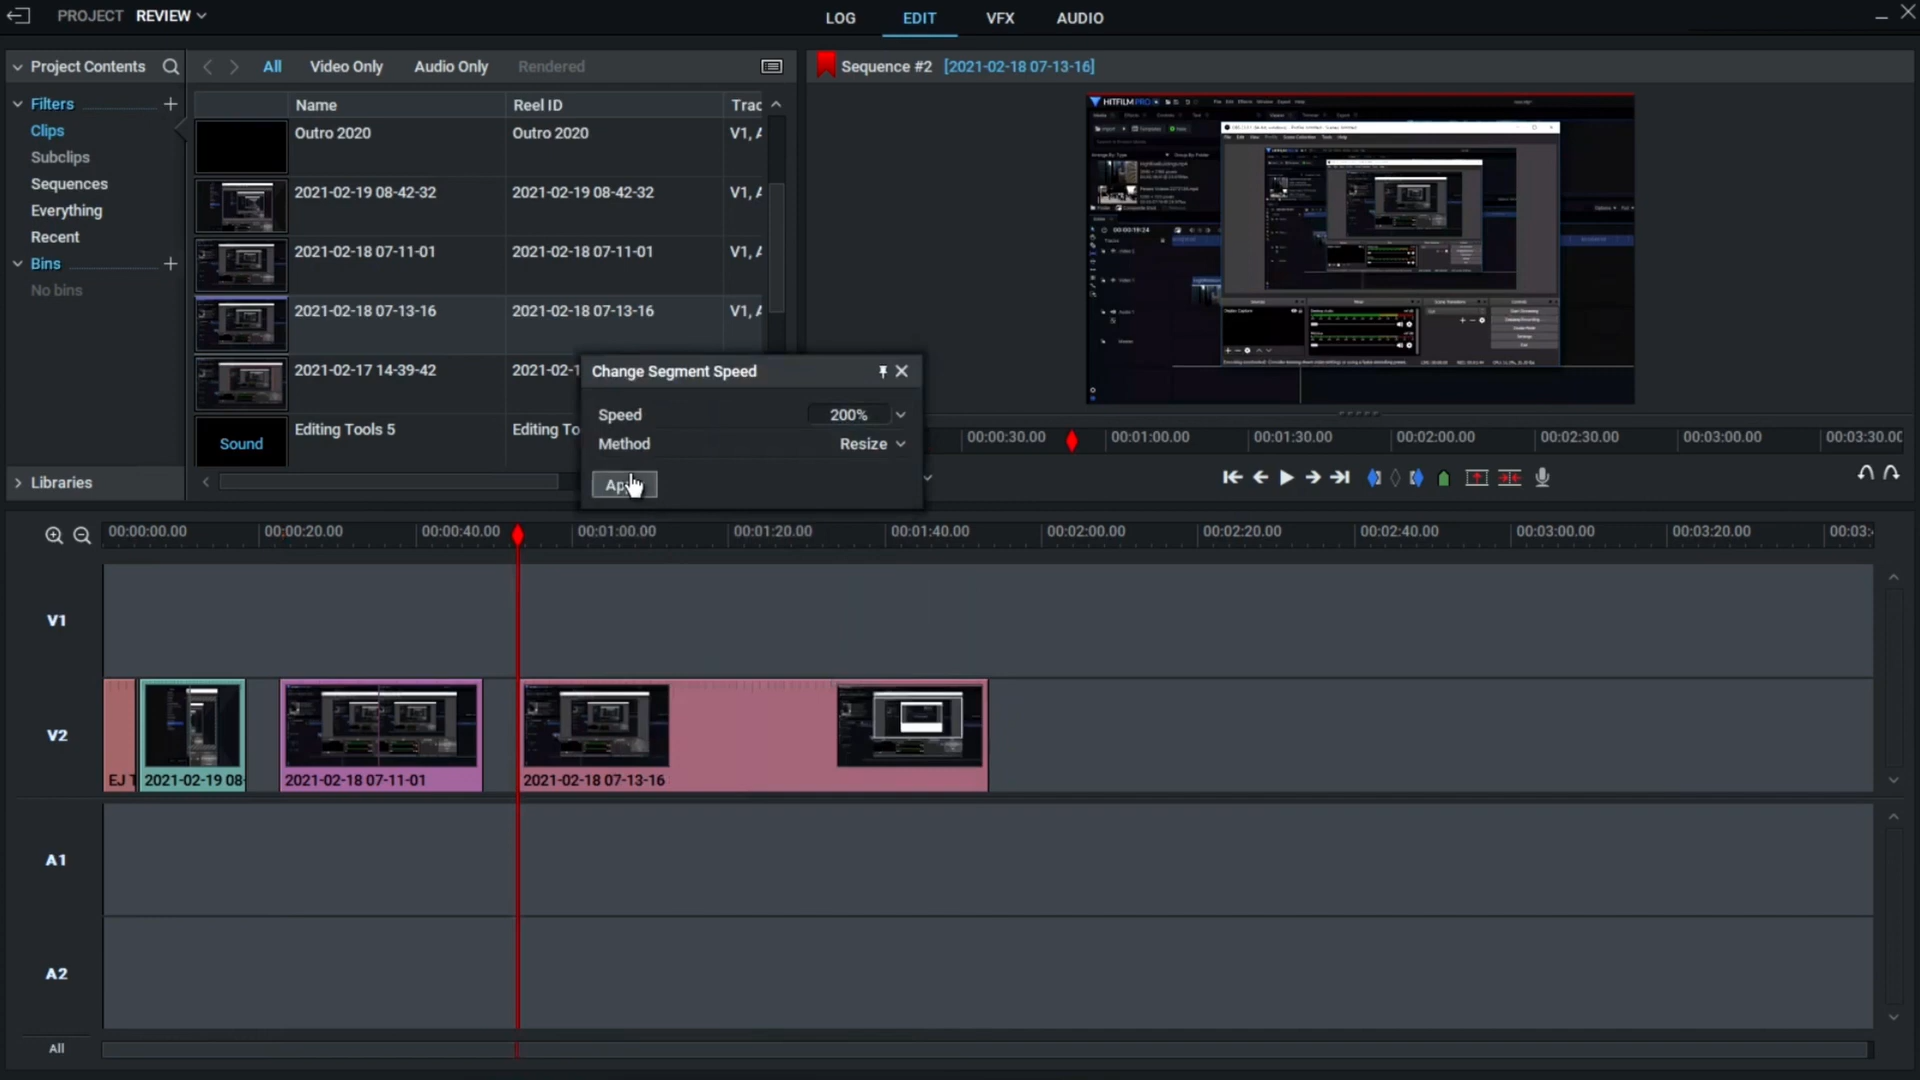 PROJECT REVIEW
LOG EDIT VFX AUDIO
Project Contents
All Video Only Audio Only Rendered
Sequence #2 [2021-02-18 07-13-16]
Filters
Clips
Subclips
Sequences
Everything
Recent
Bins
No bins
Libraries
Name Reel ID Trac
Outro 2020 Outro 2020 V1, A
2021-02-19 08-42-32 2021-02-19 08-42-32 V1, A
2021-02-18 07-11-01 2021-02-18 07-11-01 V1, A
2021-02-18 07-13-16 2021-02-18 07-13-16 V1, A
2021-02-17 14-39-42 2021-02-1
Sound Editing Tools 5 Editing To
HITFILM PRO
00:00:19:24
Change Segment Speed
Speed 200%
Method Resize
00:00:30.00 00:01:00.00 00:01:30.00 00:02:00.00 00:02:30.00 00:03:00.00 00:03:30.00
00:00:00.00 00:00:20.00 00:00:40.00 00:01:00.00 00:01:20.00 00:01:40.00 00:02:00.00 00:02:20.00 00:02:40.00 00:03:00.00 00:03:20.00 00:03:
V1
V2
EJ T 2021-02-19 08- 2021-02-18 07-11-01 2021-02-18 07-13-16
A1
A2
All